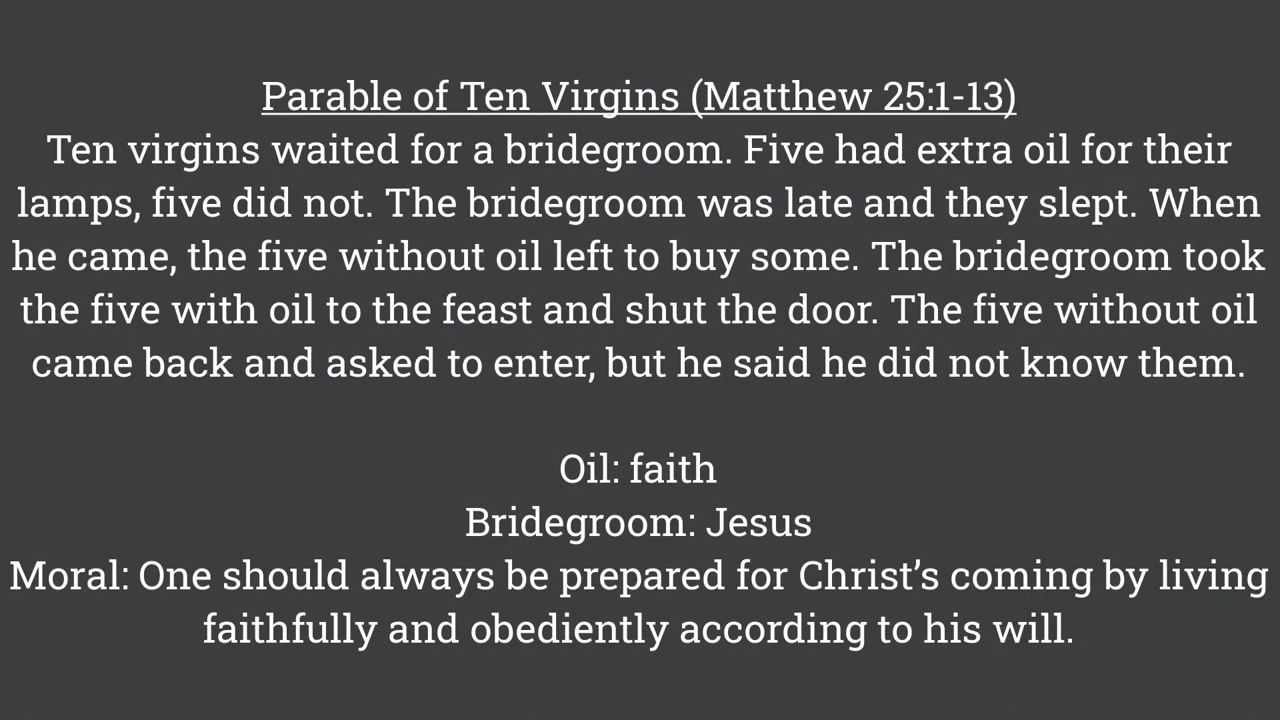 Parable of Ten Virgins (Matthew 25:1-13)
Ten virgins waited for a bridegroom. Five had extra oil for their
lamps, five did not. The bridegroom was late and they slept. When
he came, the five without oil left to buy some. The bridegroom took
the five with oil to the feast and shut the door. The five without oil
came back and asked to enter, but he said he did not know them.
Oil: faith
Bridegroom: Jesus
Moral: One should always be prepared for Christ’s coming by living
faithfully and obediently according to his will.